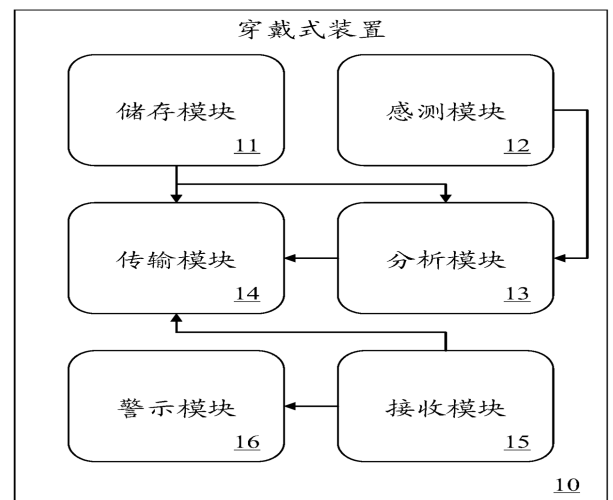 穿戴式装置
储存模块
11
感测模块
12
传输模块
14
分析模块
13
警示模块
16
接收模块
15
10